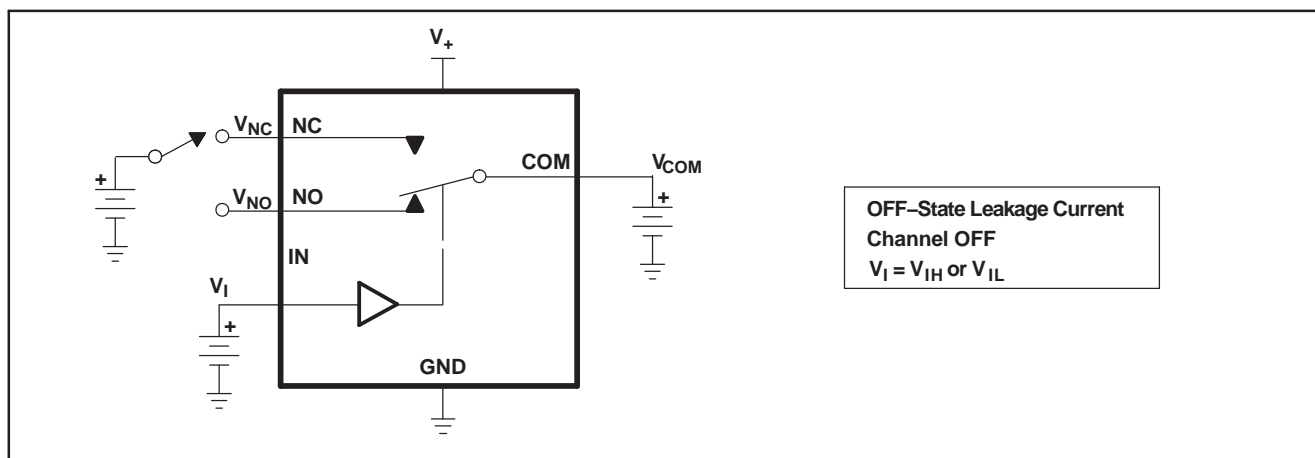 V+
VNC NC
COM VCOM
+
VNO NO
+
IN
VI
+
GND
OFF–State Leakage Current
Channel OFF
VI = VIH or VIL